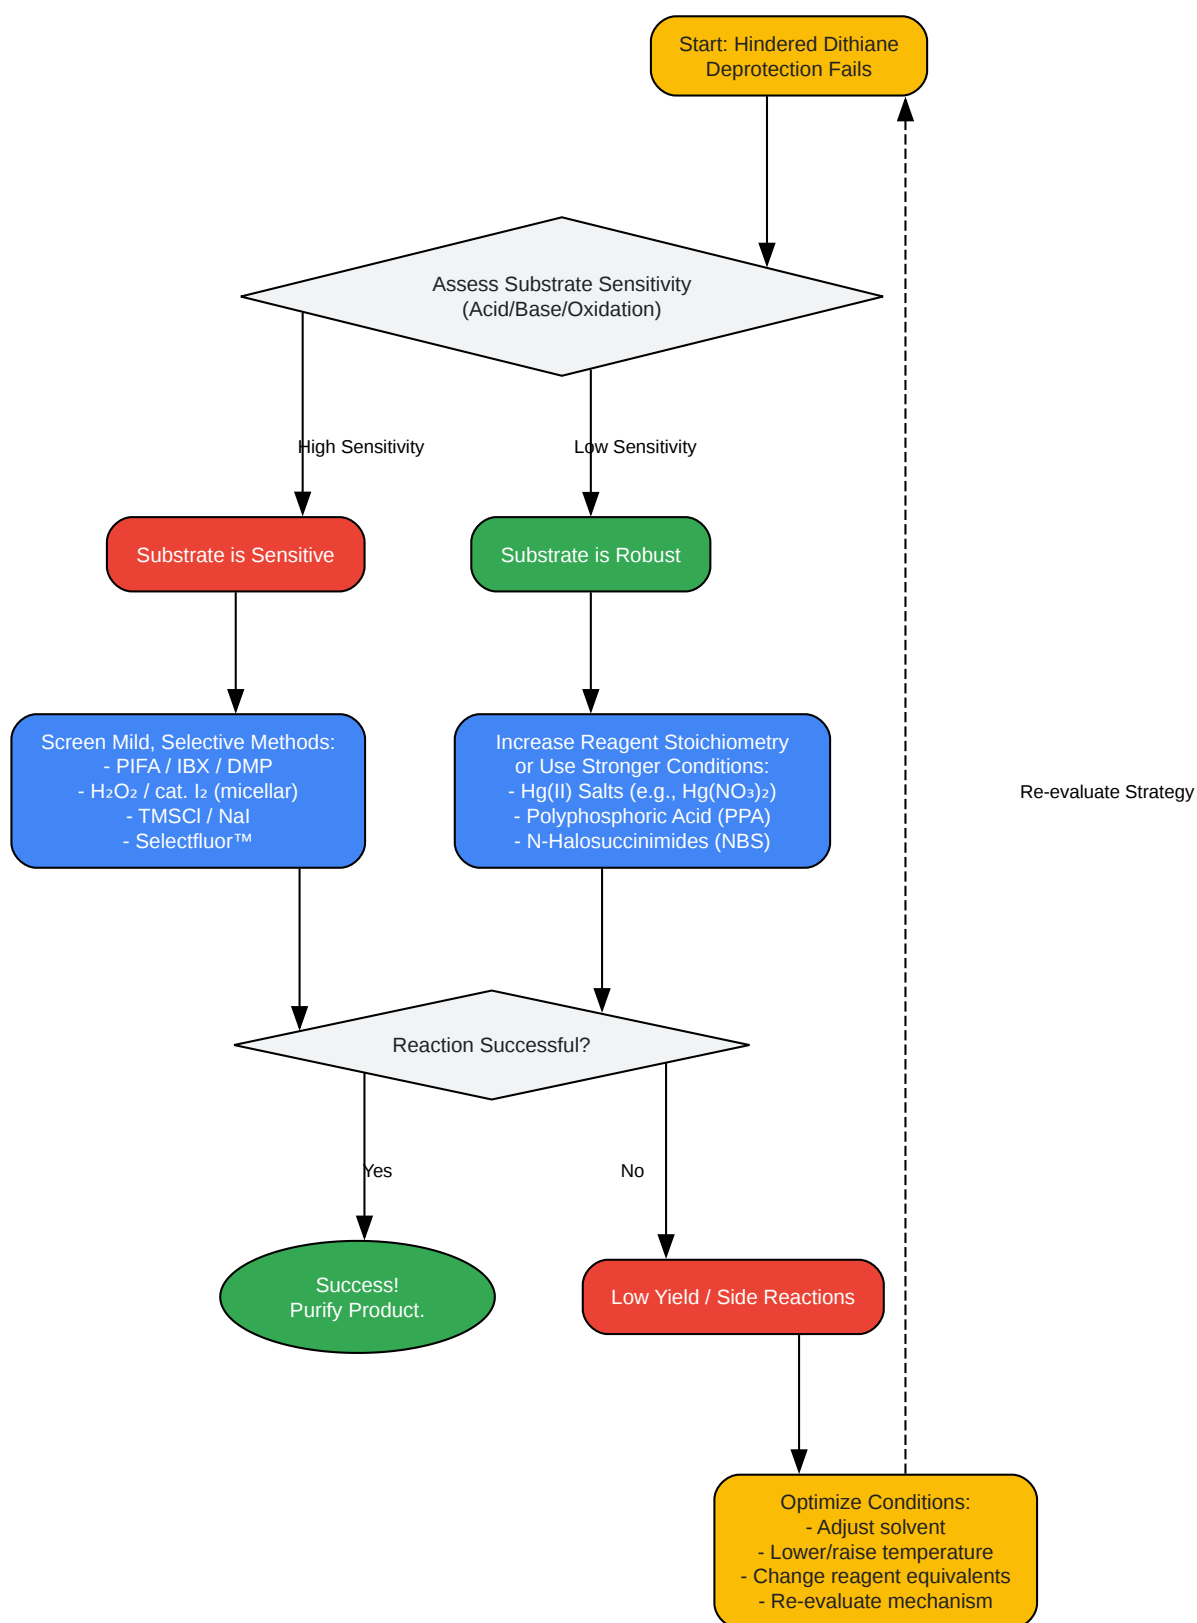 Start: Hindered Dithiane
Deprotection Fails
Assess Substrate Sensitivity
(Acid/Base/Oxidation)
High Sensitivity
Low Sensitivity
Substrate is Sensitive
Substrate is Robust
Screen Mild, Selective Methods:
- PIFA / IBX / DMP
- H₂O₂ / cat. I₂ (micellar)
- TMSCl / NaI
- Selectfluor™
Increase Reagent Stoichiometry
or Use Stronger Conditions:
- Hg(II) Salts (e.g., Hg(NO₃)₂)
- Polyphosphoric Acid (PPA)
- N-Halosuccinimides (NBS)
Re-evaluate Strategy
Reaction Successful?
Yes
No
Success!
Purify Product.
Low Yield / Side Reactions
Optimize Conditions:
- Adjust solvent
- Lower/raise temperature
- Change reagent equivalents
- Re-evaluate mechanism